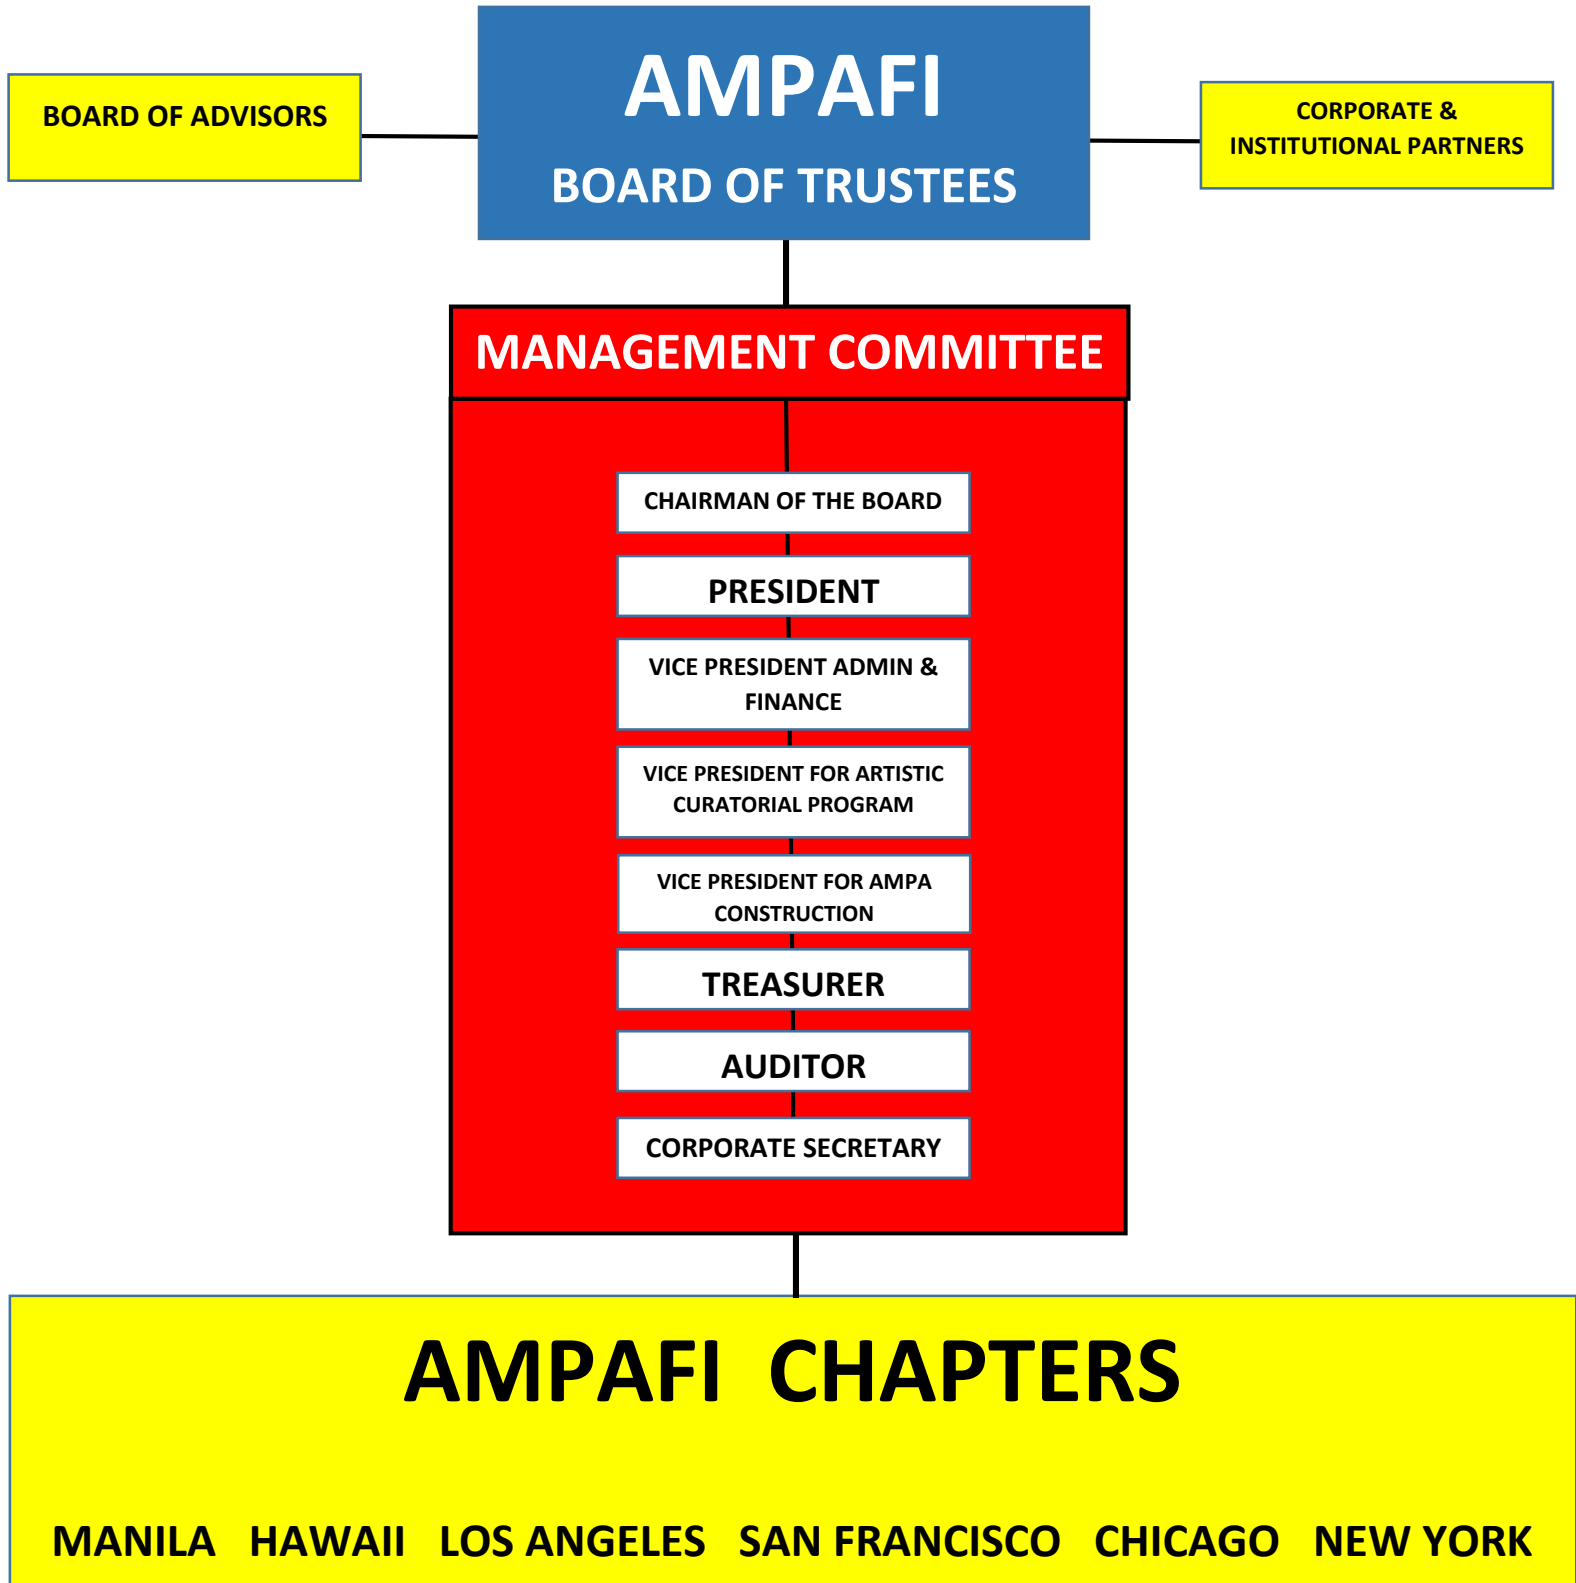 AMPAFI
BOARD OF TRUSTEES
BOARD OF ADVISORS
CORPORATE &
INSTITUTIONAL PARTNERS
MANAGEMENT COMMITTEE
CHAIRMAN OF THE BOARD
PRESIDENT
VICE PRESIDENT ADMIN &
FINANCE
VICE PRESIDENT FOR ARTISTIC
CURATORIAL PROGRAM
VICE PRESIDENT FOR AMPA
CONSTRUCTION
TREASURER
AUDITOR
CORPORATE SECRETARY
AMPAFI CHAPTERS
MANILA HAWAII LOS ANGELES SAN FRANCISCO CHICAGO NEW YORK